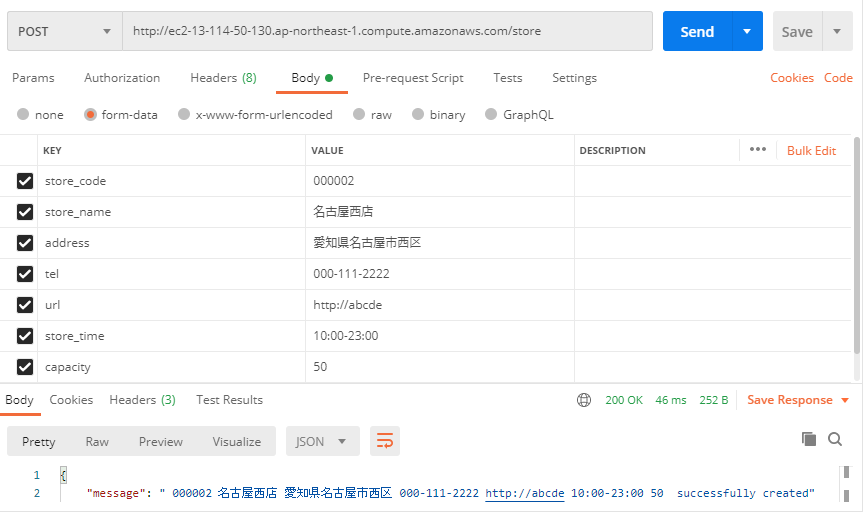 POST http://ec2-13-114-50-130.ap-northeast-1.compute.amazonaws.com/store Send Save
Params Authorization Headers (8) Body Pre-request Script Tests Settings Cookies Code
none form-data x-www-form-urlencoded raw binary GraphQL
KEY VALUE DESCRIPTION Bulk Edit
store_code 000002
store_name 名古屋西店
address 愛知県名古屋市西区
tel 000-111-2222
url http://abcde
store_time 10:00-23:00
capacity 50
Body Cookies Headers (3) Test Results 200 OK 46 ms 252 B Save Response
Pretty Raw Preview Visualize JSON
1 {
2 "message": " 000002 名古屋西店 愛知県名古屋市西区 000-111-2222 http://abcde 10:00-23:00 50  successfully created"